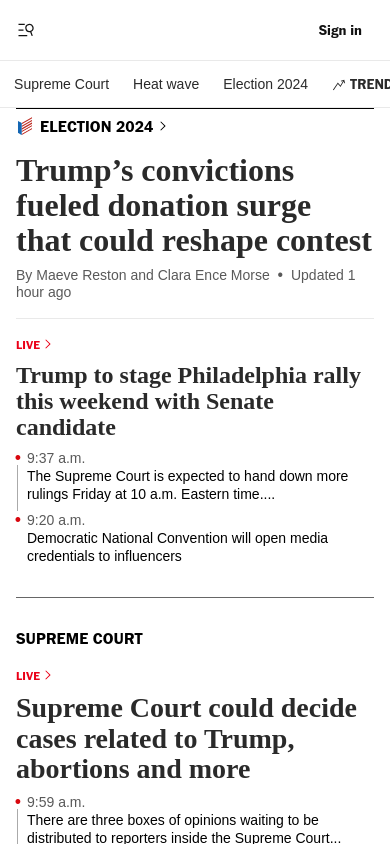 Sign in
Supreme Court Heat wave Election 2024 TREND
ELECTION 2024
Trump’s convictions
fueled donation surge
that could reshape contest
By Maeve Reston and Clara Ence Morse • Updated 1
hour ago
LIVE
Trump to stage Philadelphia rally
this weekend with Senate
candidate
9:37 a.m.
The Supreme Court is expected to hand down more
rulings Friday at 10 a.m. Eastern time....
9:20 a.m.
Democratic National Convention will open media
credentials to influencers
SUPREME COURT
LIVE
Supreme Court could decide
cases related to Trump,
abortions and more
9:59 a.m.
There are three boxes of opinions waiting to be
distributed to reporters inside the Supreme Court...